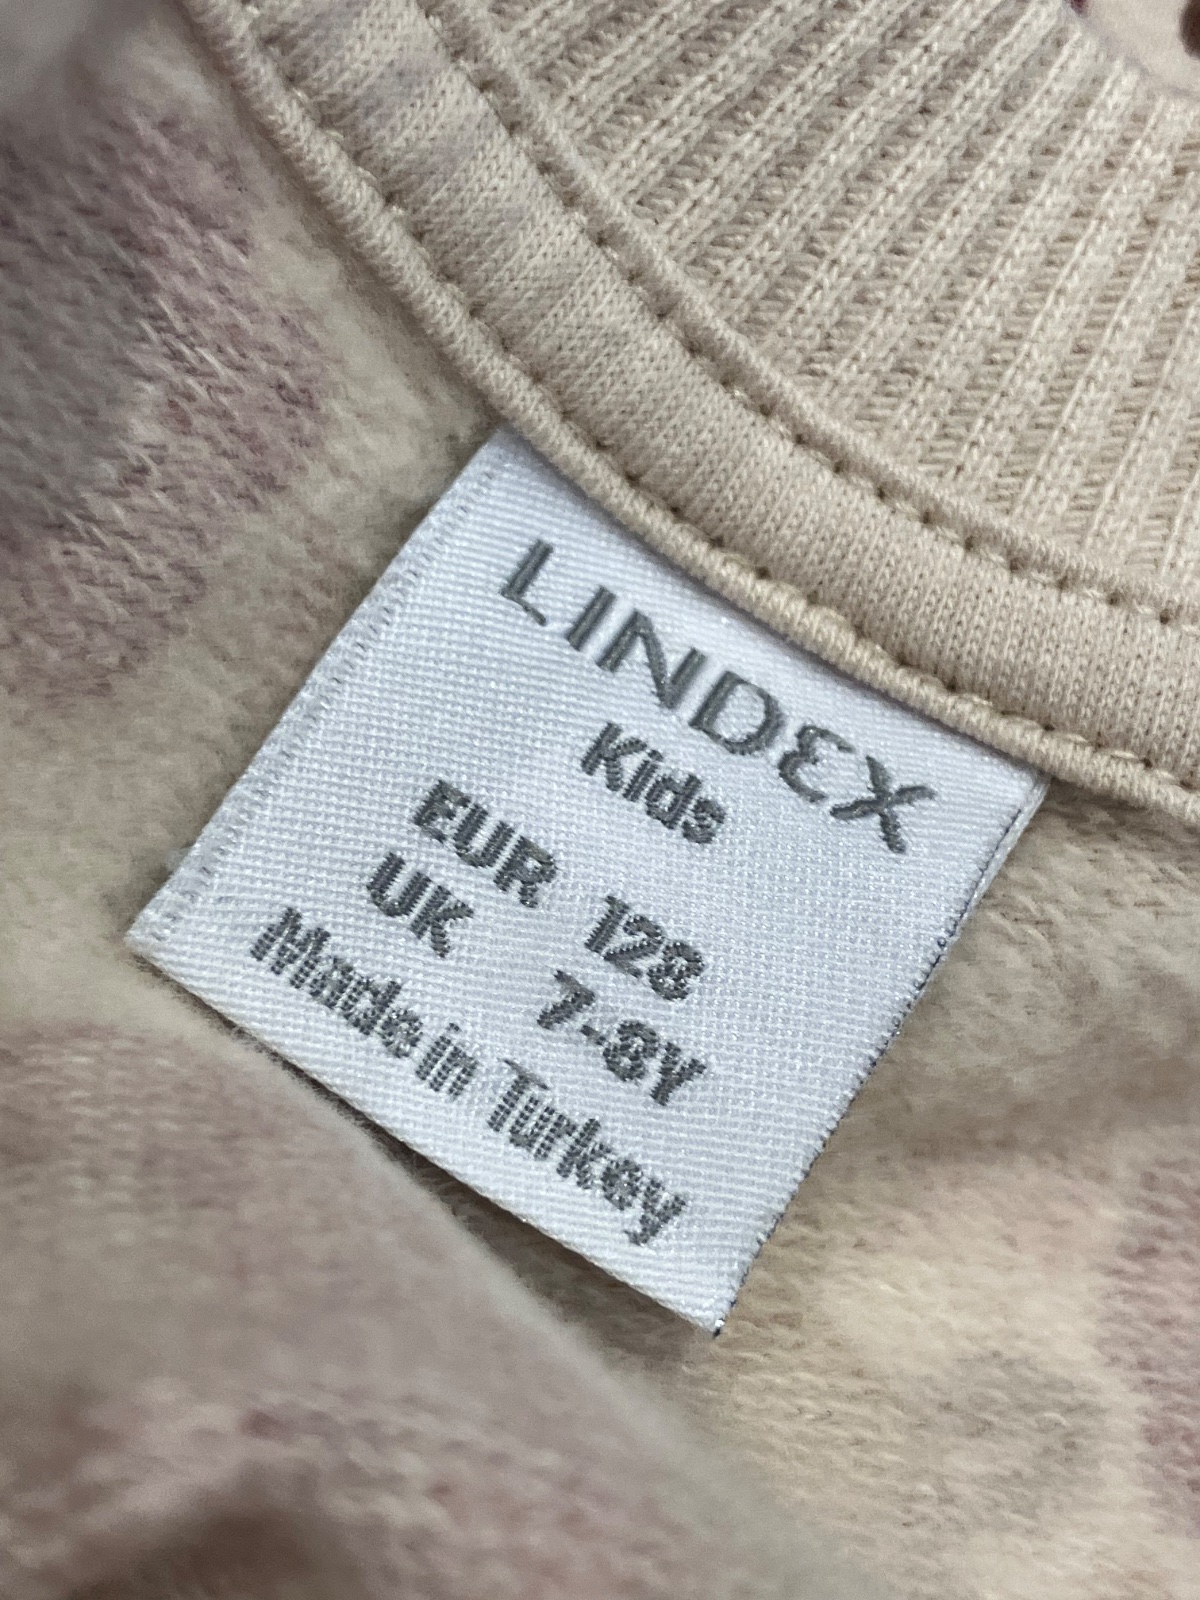 LINDEX
Kids
EUR 128
UK 7-8Y
Made in Turkey